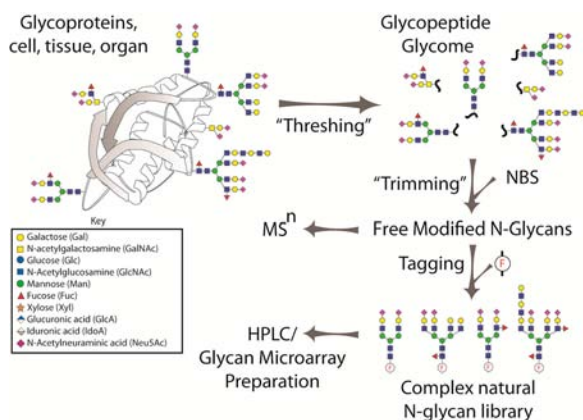 Glycoproteins,
cell, tissue, organ
Glycopeptide
Glycome
"Threshing"
"Trimming"
NBS
Key
Galactose (Gal)
N-acetylgalactosamine (GalNAc)
Glucose (Glc)
N-Acetylglucosamine (GlcNAc)
Mannose (Man)
Fucose (Fuc)
Xylose (Xyl)
Glucuronic acid (GlcA)
Iduronic acid (IdoA)
N-Acetylneuraminic acid (Neu5Ac)
MSⁿ
Free Modified N-Glycans
Tagging
F
HPLC/
Glycan Microarray
Preparation
F F F F
Complex natural
N-glycan library